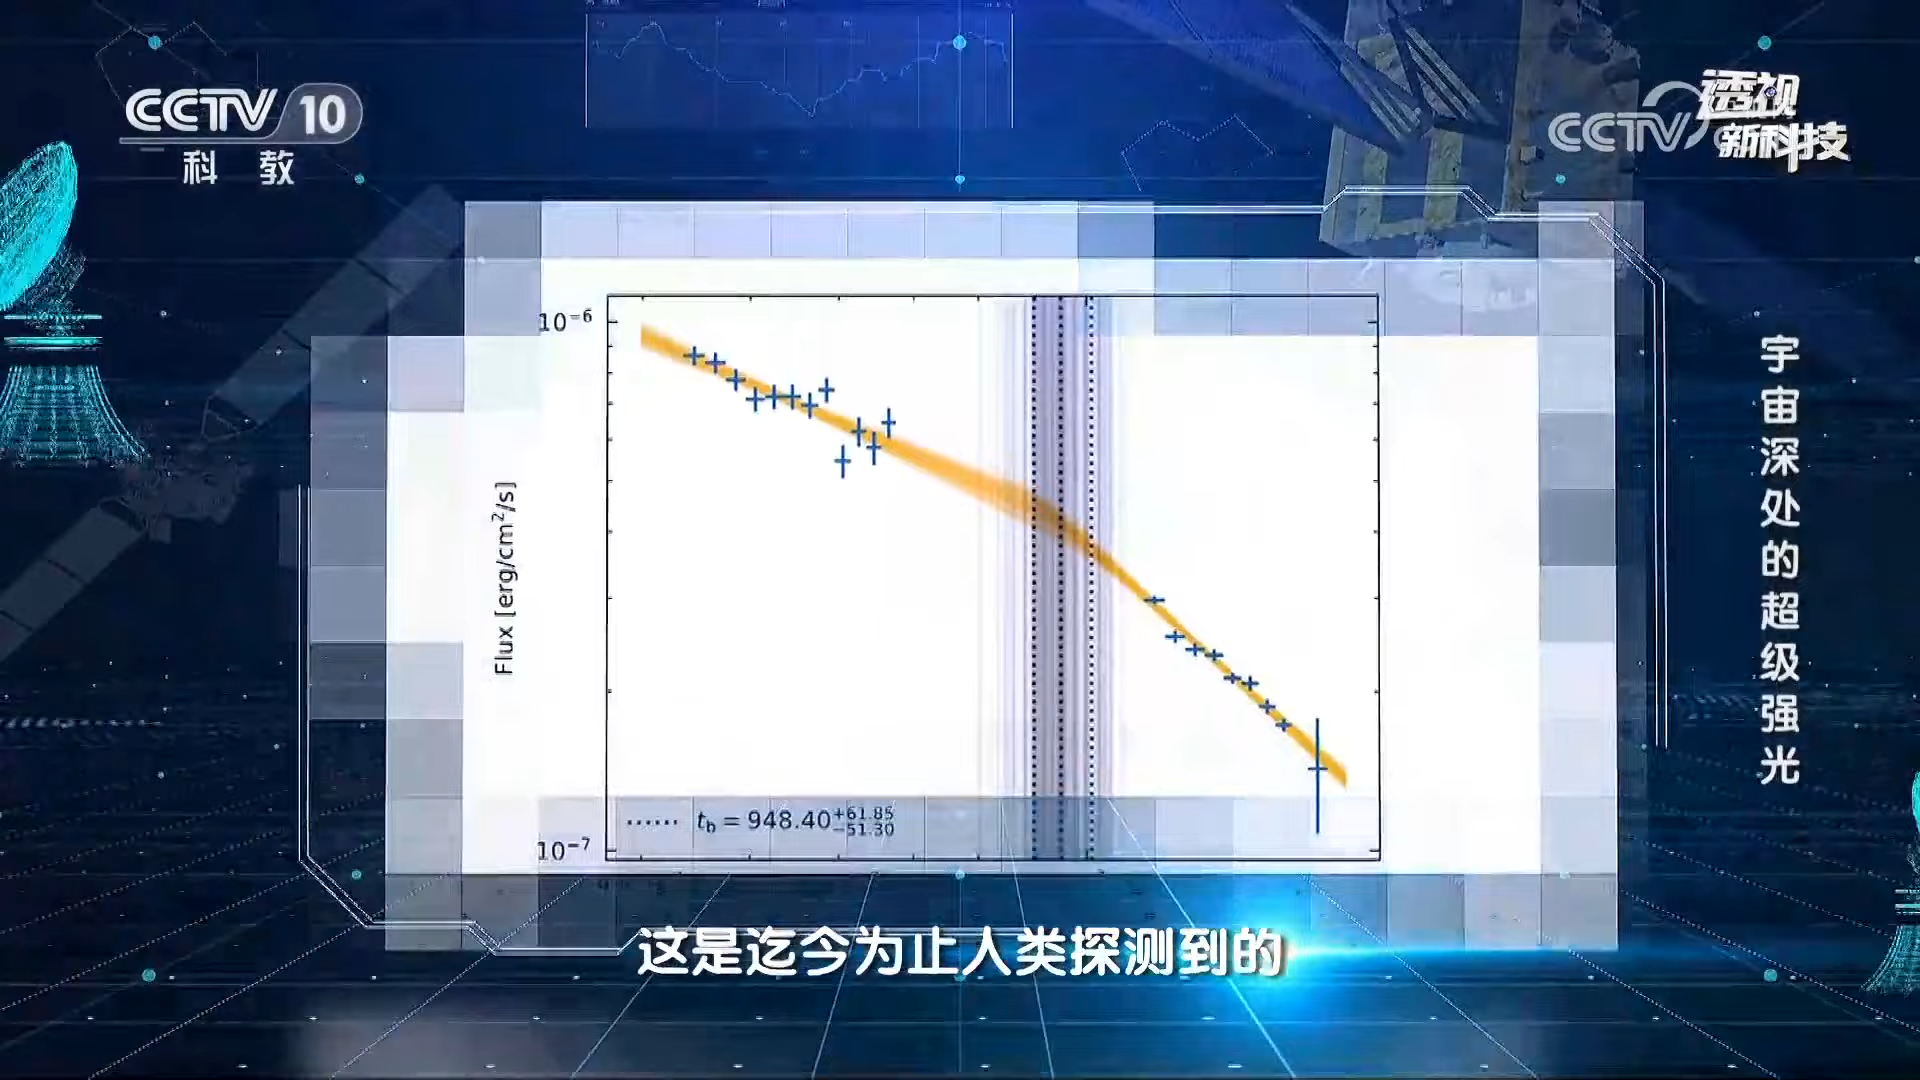 CCTV 10
科教
CCTV
透视
新科技
宇宙深处的超级强光
10⁻⁶
Flux [erg/cm²/s]
t_b = 948.40^{+61.85}_{-51.30}
10⁻⁷
这是迄今为止人类探测到的